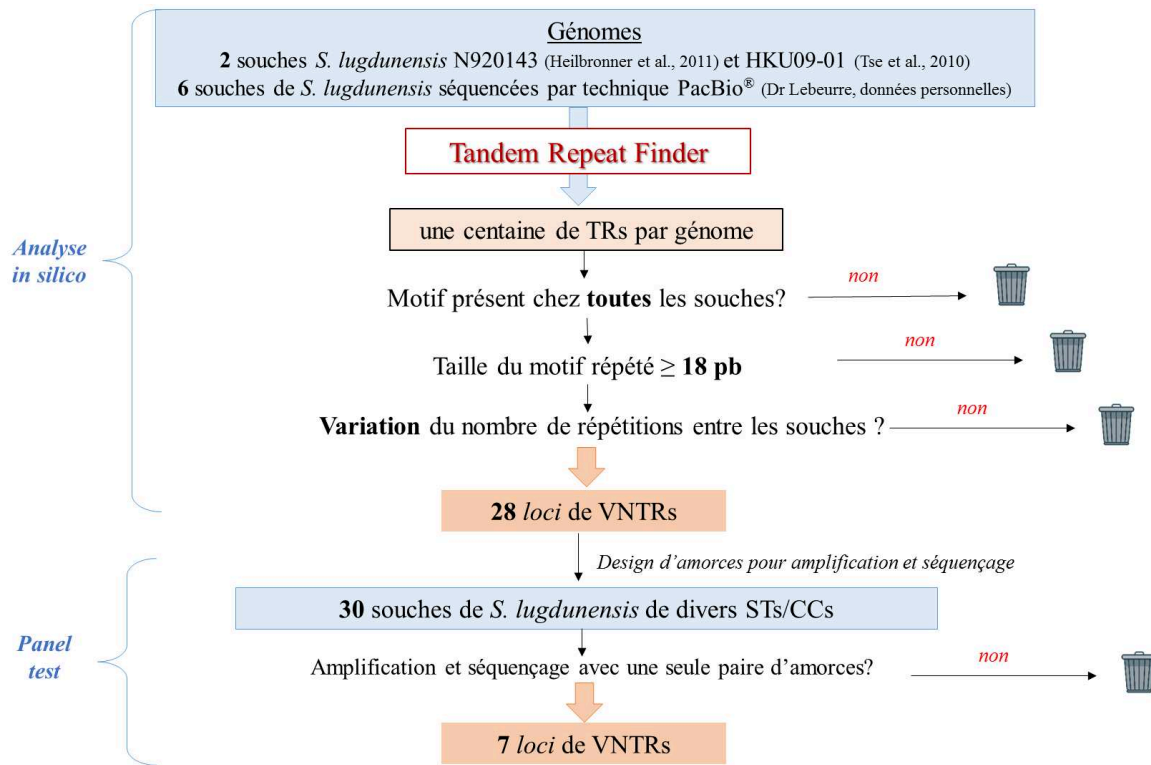 Génomes
2 souches S. lugdunensis N920143 (Heilbronner et al., 2011) et HKU09-01 (Tse et al., 2010)
6 souches de S. lugdunensis séquencées par technique PacBio® (Dr Lebeurre, données personnelles)
Tandem Repeat Finder
une centaine de TRs par génome
Analyse
in silico
Motif présent chez toutes les souches?
non
Taille du motif répété ≥ 18 pb
non
Variation du nombre de répétitions entre les souches ?
non
28 loci de VNTRs
Design d'amorces pour amplification et séquençage
30 souches de S. lugdunensis de divers STs/CCs
Panel
test
Amplification et séquençage avec une seule paire d'amorces?
non
7 loci de VNTRs